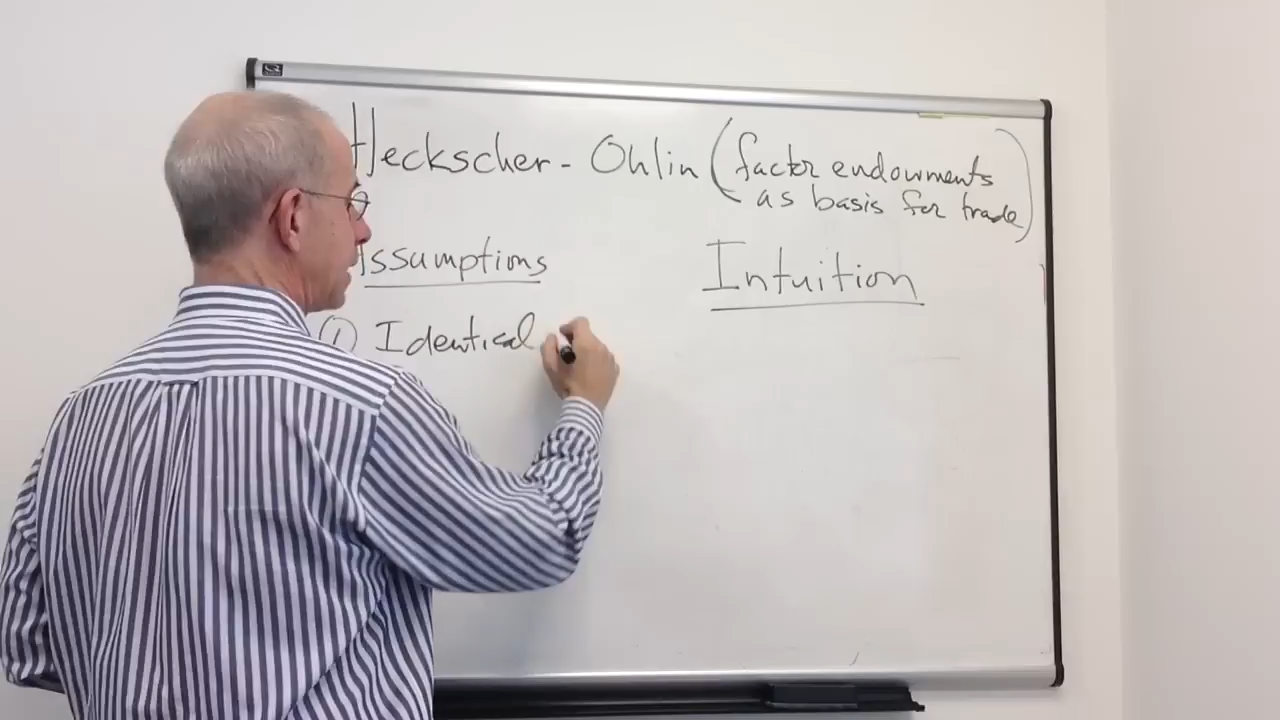 Heckscher - Ohlin (factor endowments
as basis for trade)
Assumptions
Intuition
① Identical